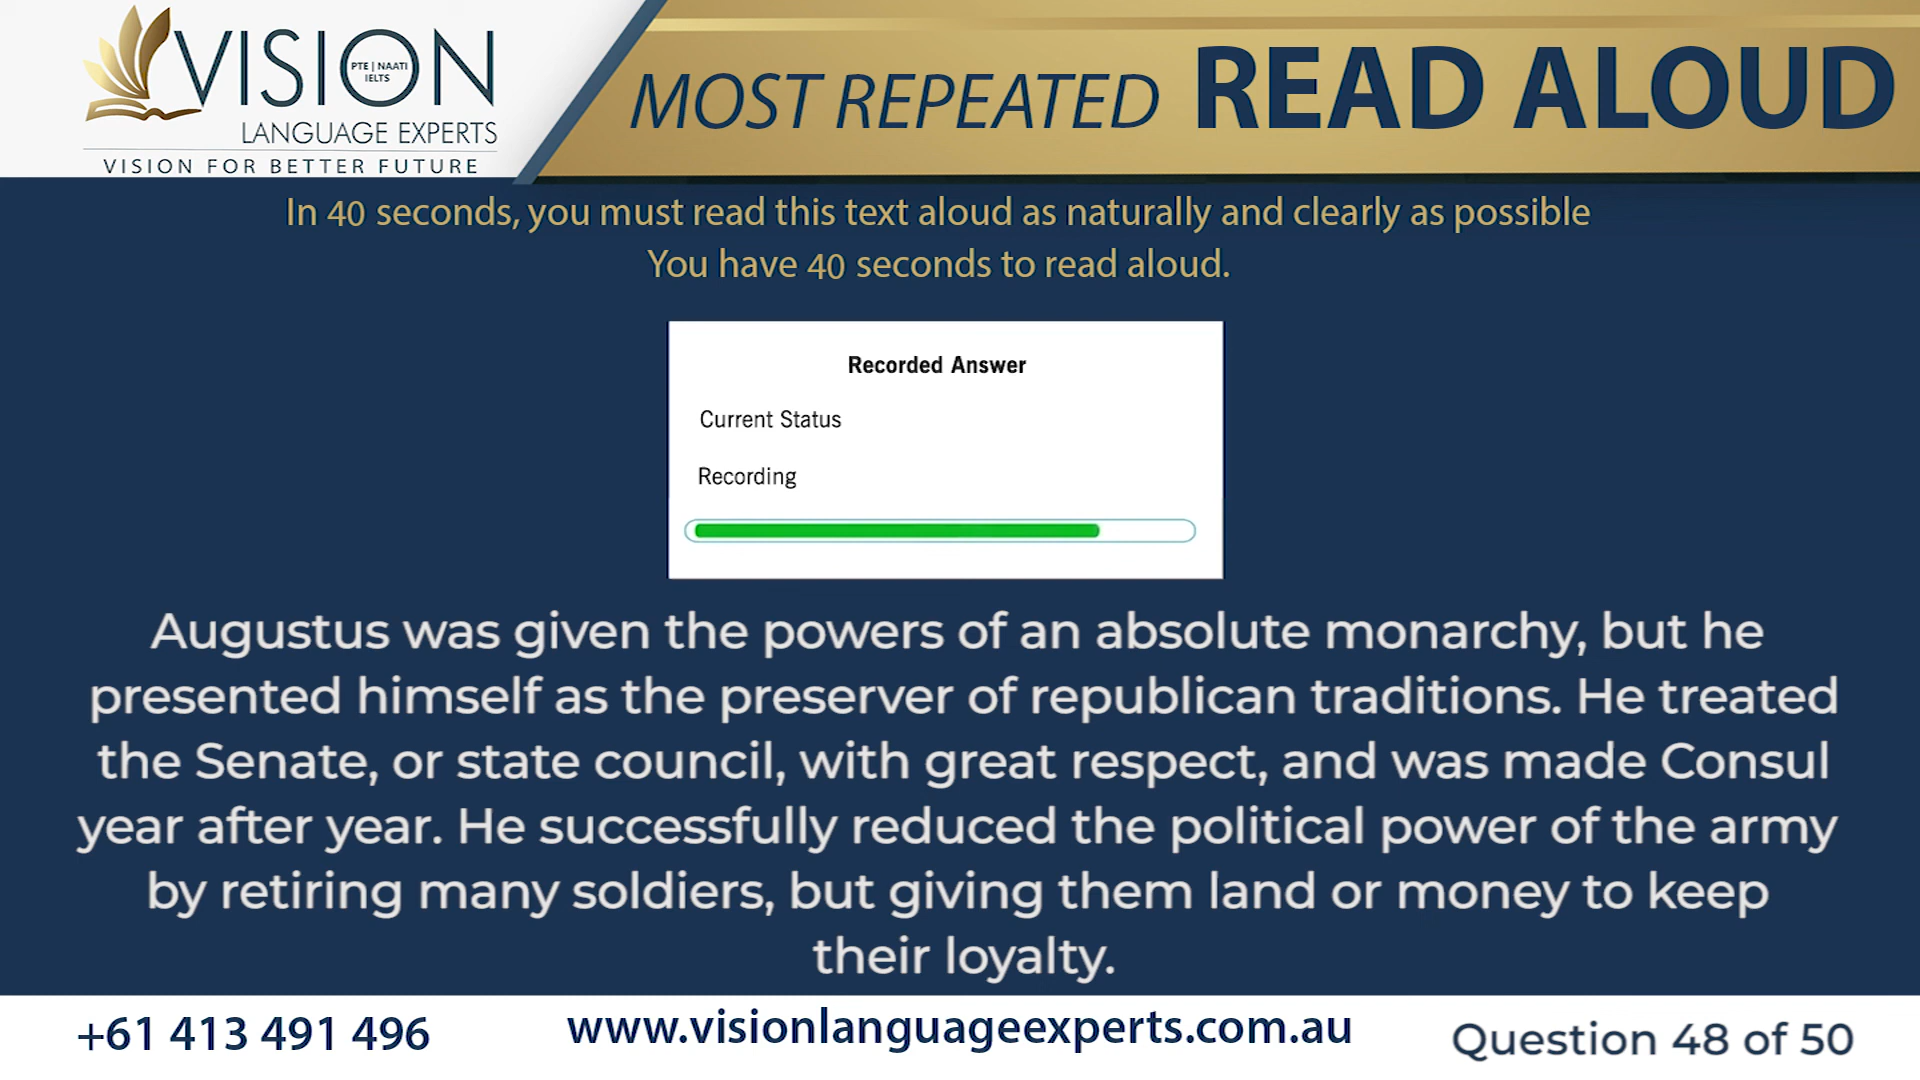 VISION
PTE | NAATI
IELTS
LANGUAGE EXPERTS
VISION FOR BETTER FUTURE
MOST REPEATED READ ALOUD
In 40 seconds, you must read this text aloud as naturally and clearly as possible
You have 40 seconds to read aloud.
Recorded Answer
Current Status
Recording
Augustus was given the powers of an absolute monarchy, but he
presented himself as the preserver of republican traditions. He treated
the Senate, or state council, with great respect, and was made Consul
year after year. He successfully reduced the political power of the army
by retiring many soldiers, but giving them land or money to keep
their loyalty.
+61 413 491 496
www.visionlanguageexperts.com.au
Question 48 of 50